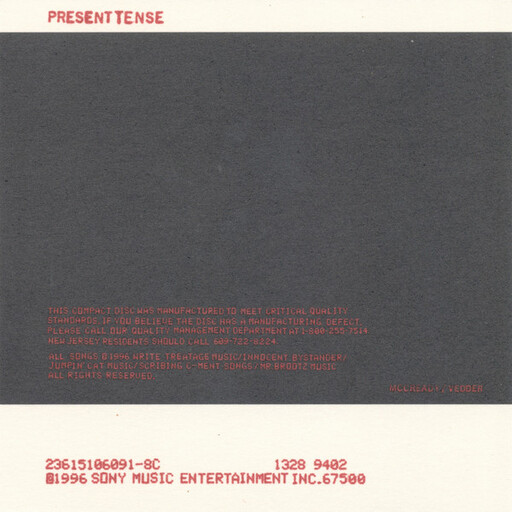 PRESENT TENSE
THIS COMPACT DISC WAS MANUFACTURED TO MEET CRITICAL QUALITY
STANDARDS. IF YOU BELIEVE THE DISC HAS A MANUFACTURING DEFECT,
PLEASE CALL OUR QUALITY MANAGEMENT DEPARTMENT AT 1-800-255-7514
NEW JERSEY RESIDENTS SHOULD CALL 609-722-8224.
ALL SONGS ©1996 WRITE TREATAGE MUSIC/INNOCENT BYSTANDER/
JUMPIN' CAT MUSIC/SCRIBING C-MENT SONGS/MR.BROOTZ MUSIC
ALL RIGHTS RESERVED.
MCCREADY, VEDDER
23615106091-8C 1328 9402
©1996 SONY MUSIC ENTERTAINMENT INC.67500